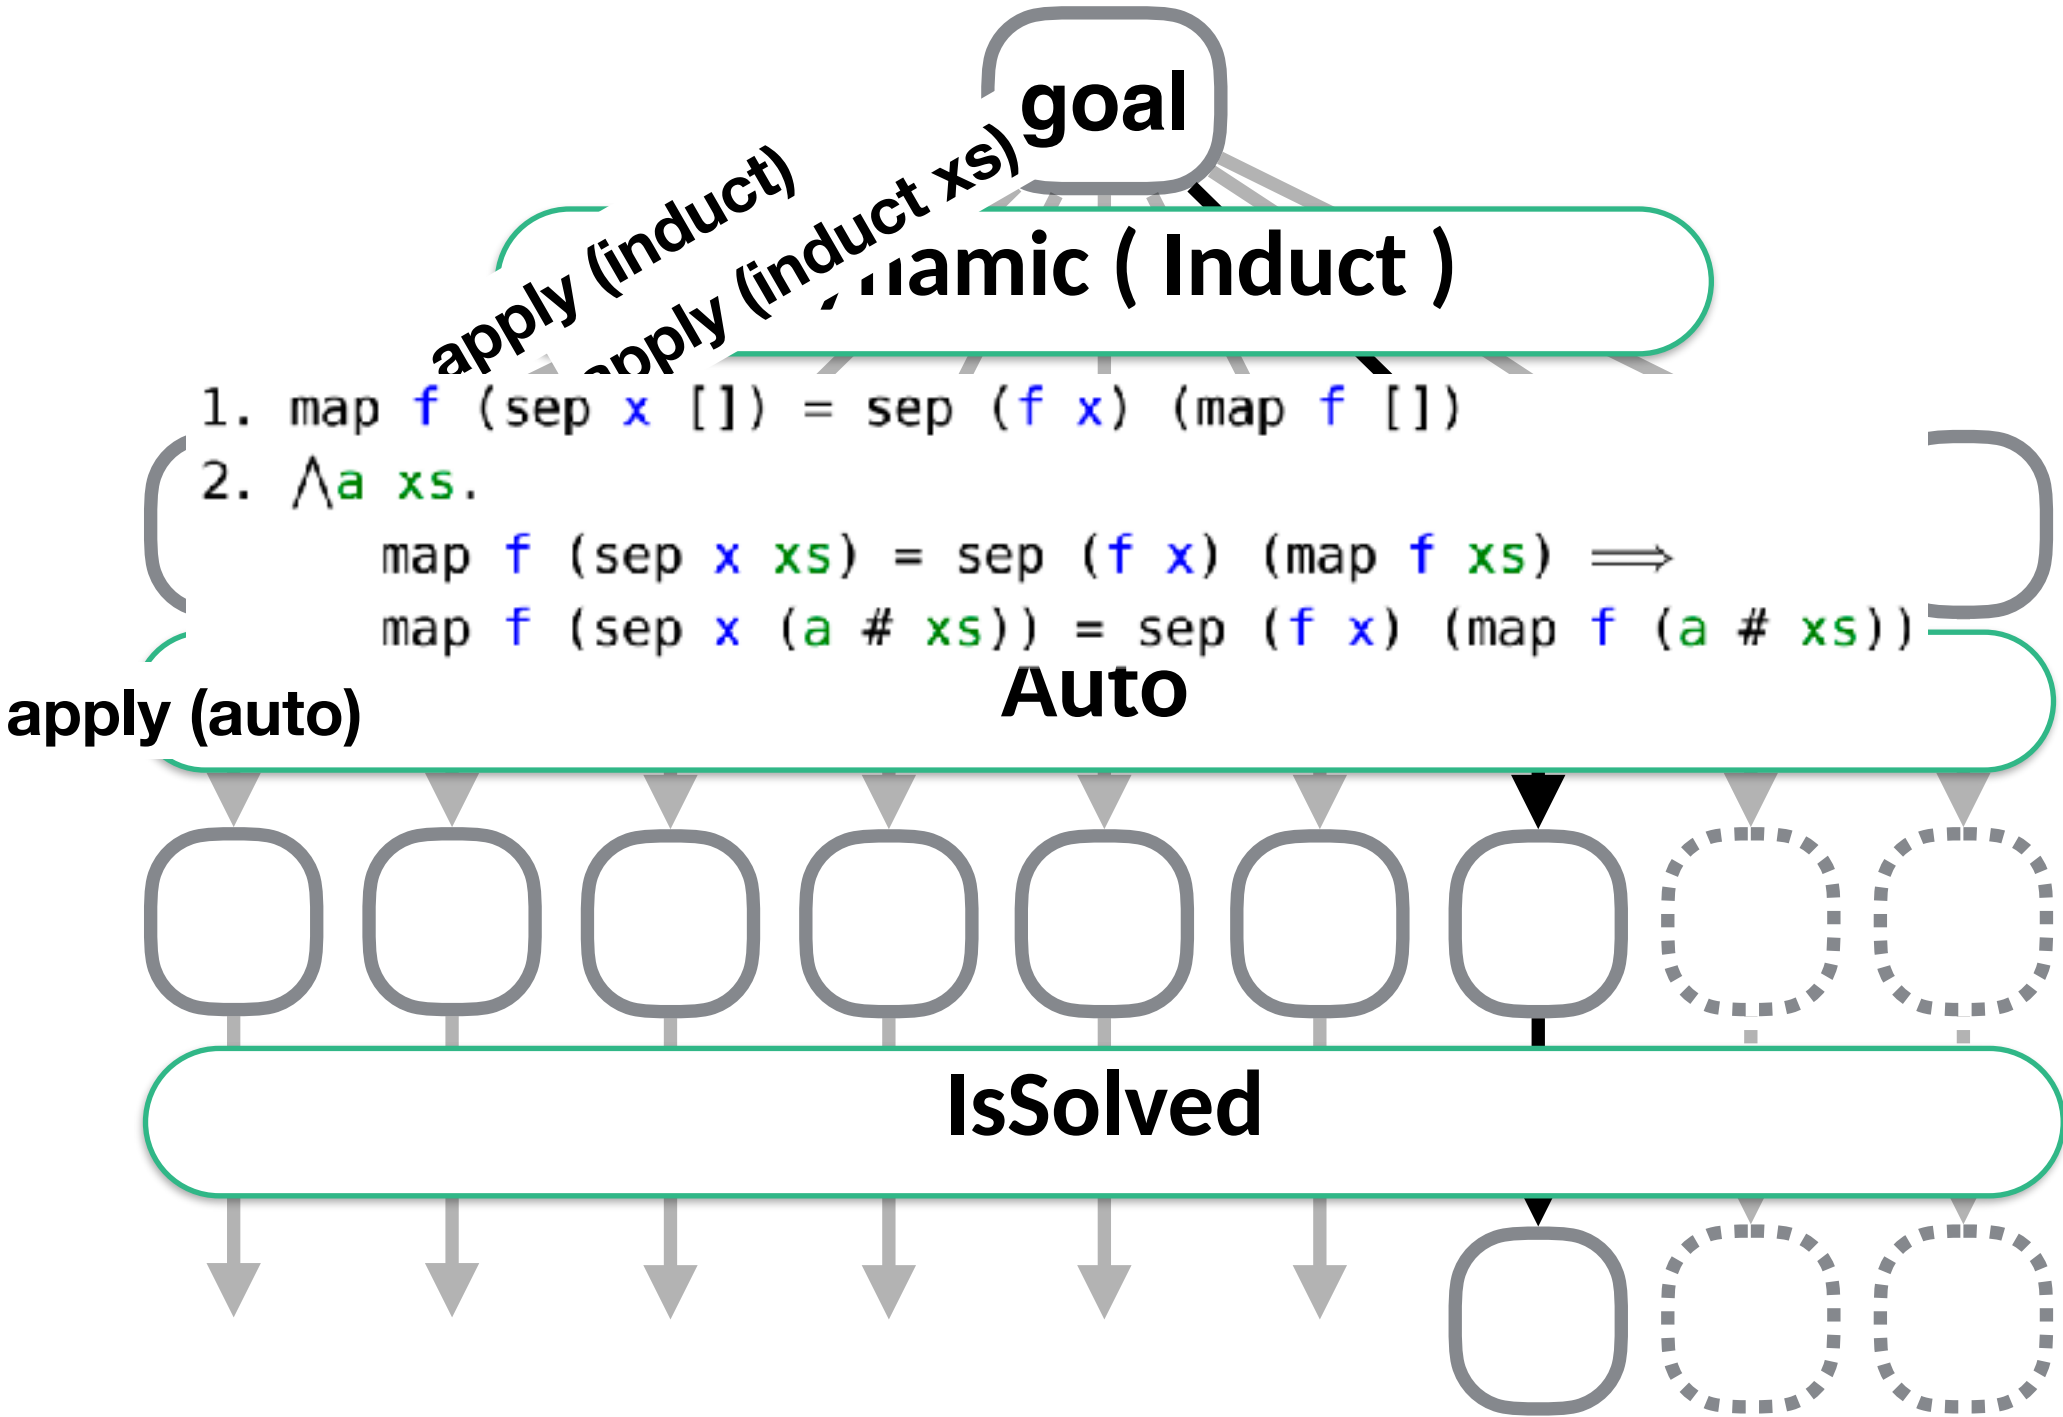 goal
apply (induct)
apply (induct xs)
namic ( Induct )
1. map f (sep x []) = sep (f x) (map f [])
2. ⋀a xs.
map f (sep x xs) = sep (f x) (map f xs) ⟹
map f (sep x (a # xs)) = sep (f x) (map f (a # xs))
Auto
apply (auto)
IsSolved